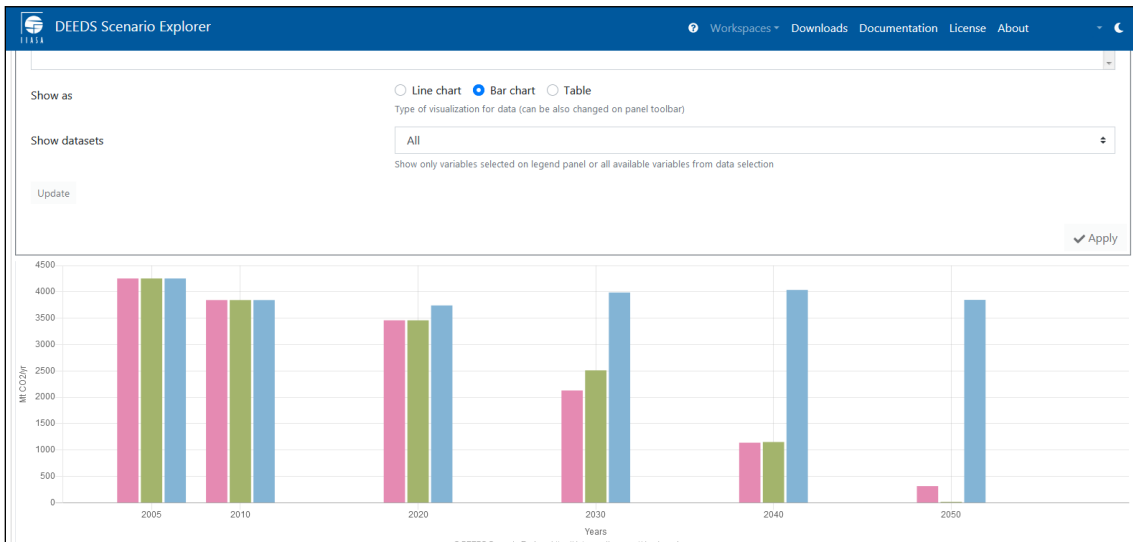 IIASA
DEEDS Scenario Explorer
Workspaces Downloads Documentation License About
Show as
Line chart Bar chart Table
Type of visualization for data (can be also changed on panel toolbar)
Show datasets
All
Show only variables selected on legend panel or all available variables from data selection
Update
Apply
4500
4000
3500
3000
2500
2000
1500
1000
500
0
Mt CO2/yr
2005 2010 2020 2030 2040 2050
Years